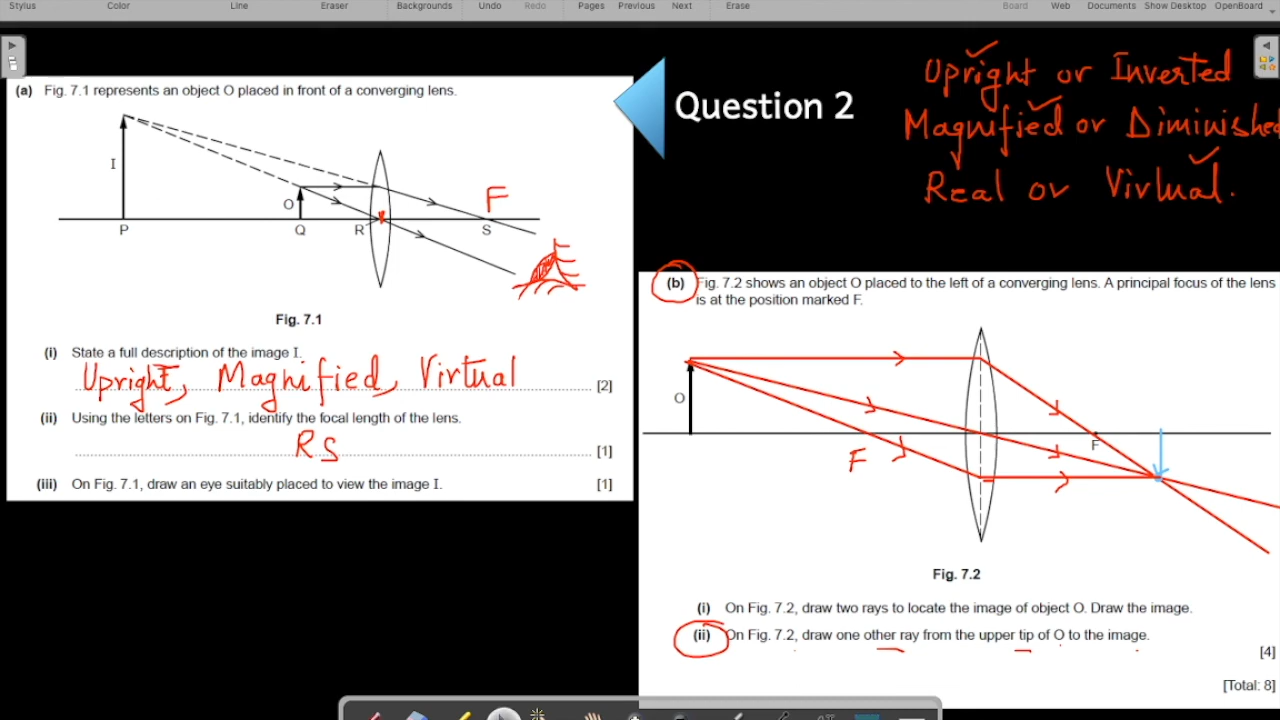 Stylus Color Line Eraser Backgrounds Undo Redo Pages Previous Next Erase Board Web Documents Show Desktop OpenBoard
(a) Fig. 7.1 represents an object O placed in front of a converging lens.
I
O
F
P Q R S
Fig. 7.1
(i) State a full description of the image I.
Upright, Magnified, Virtual
[2]
(ii) Using the letters on Fig. 7.1, identify the focal length of the lens.
RS
[1]
(iii) On Fig. 7.1, draw an eye suitably placed to view the image I. [1]
Question 2
Upright or Inverted
Magnified or Diminished
Real or Virtual.
(b) Fig. 7.2 shows an object O placed to the left of a converging lens. A principal focus of the lens
is at the position marked F.
O
F
F
Fig. 7.2
(i) On Fig. 7.2, draw two rays to locate the image of object O. Draw the image.
(ii) On Fig. 7.2, draw one other ray from the upper tip of O to the image.
[4]
[Total: 8]